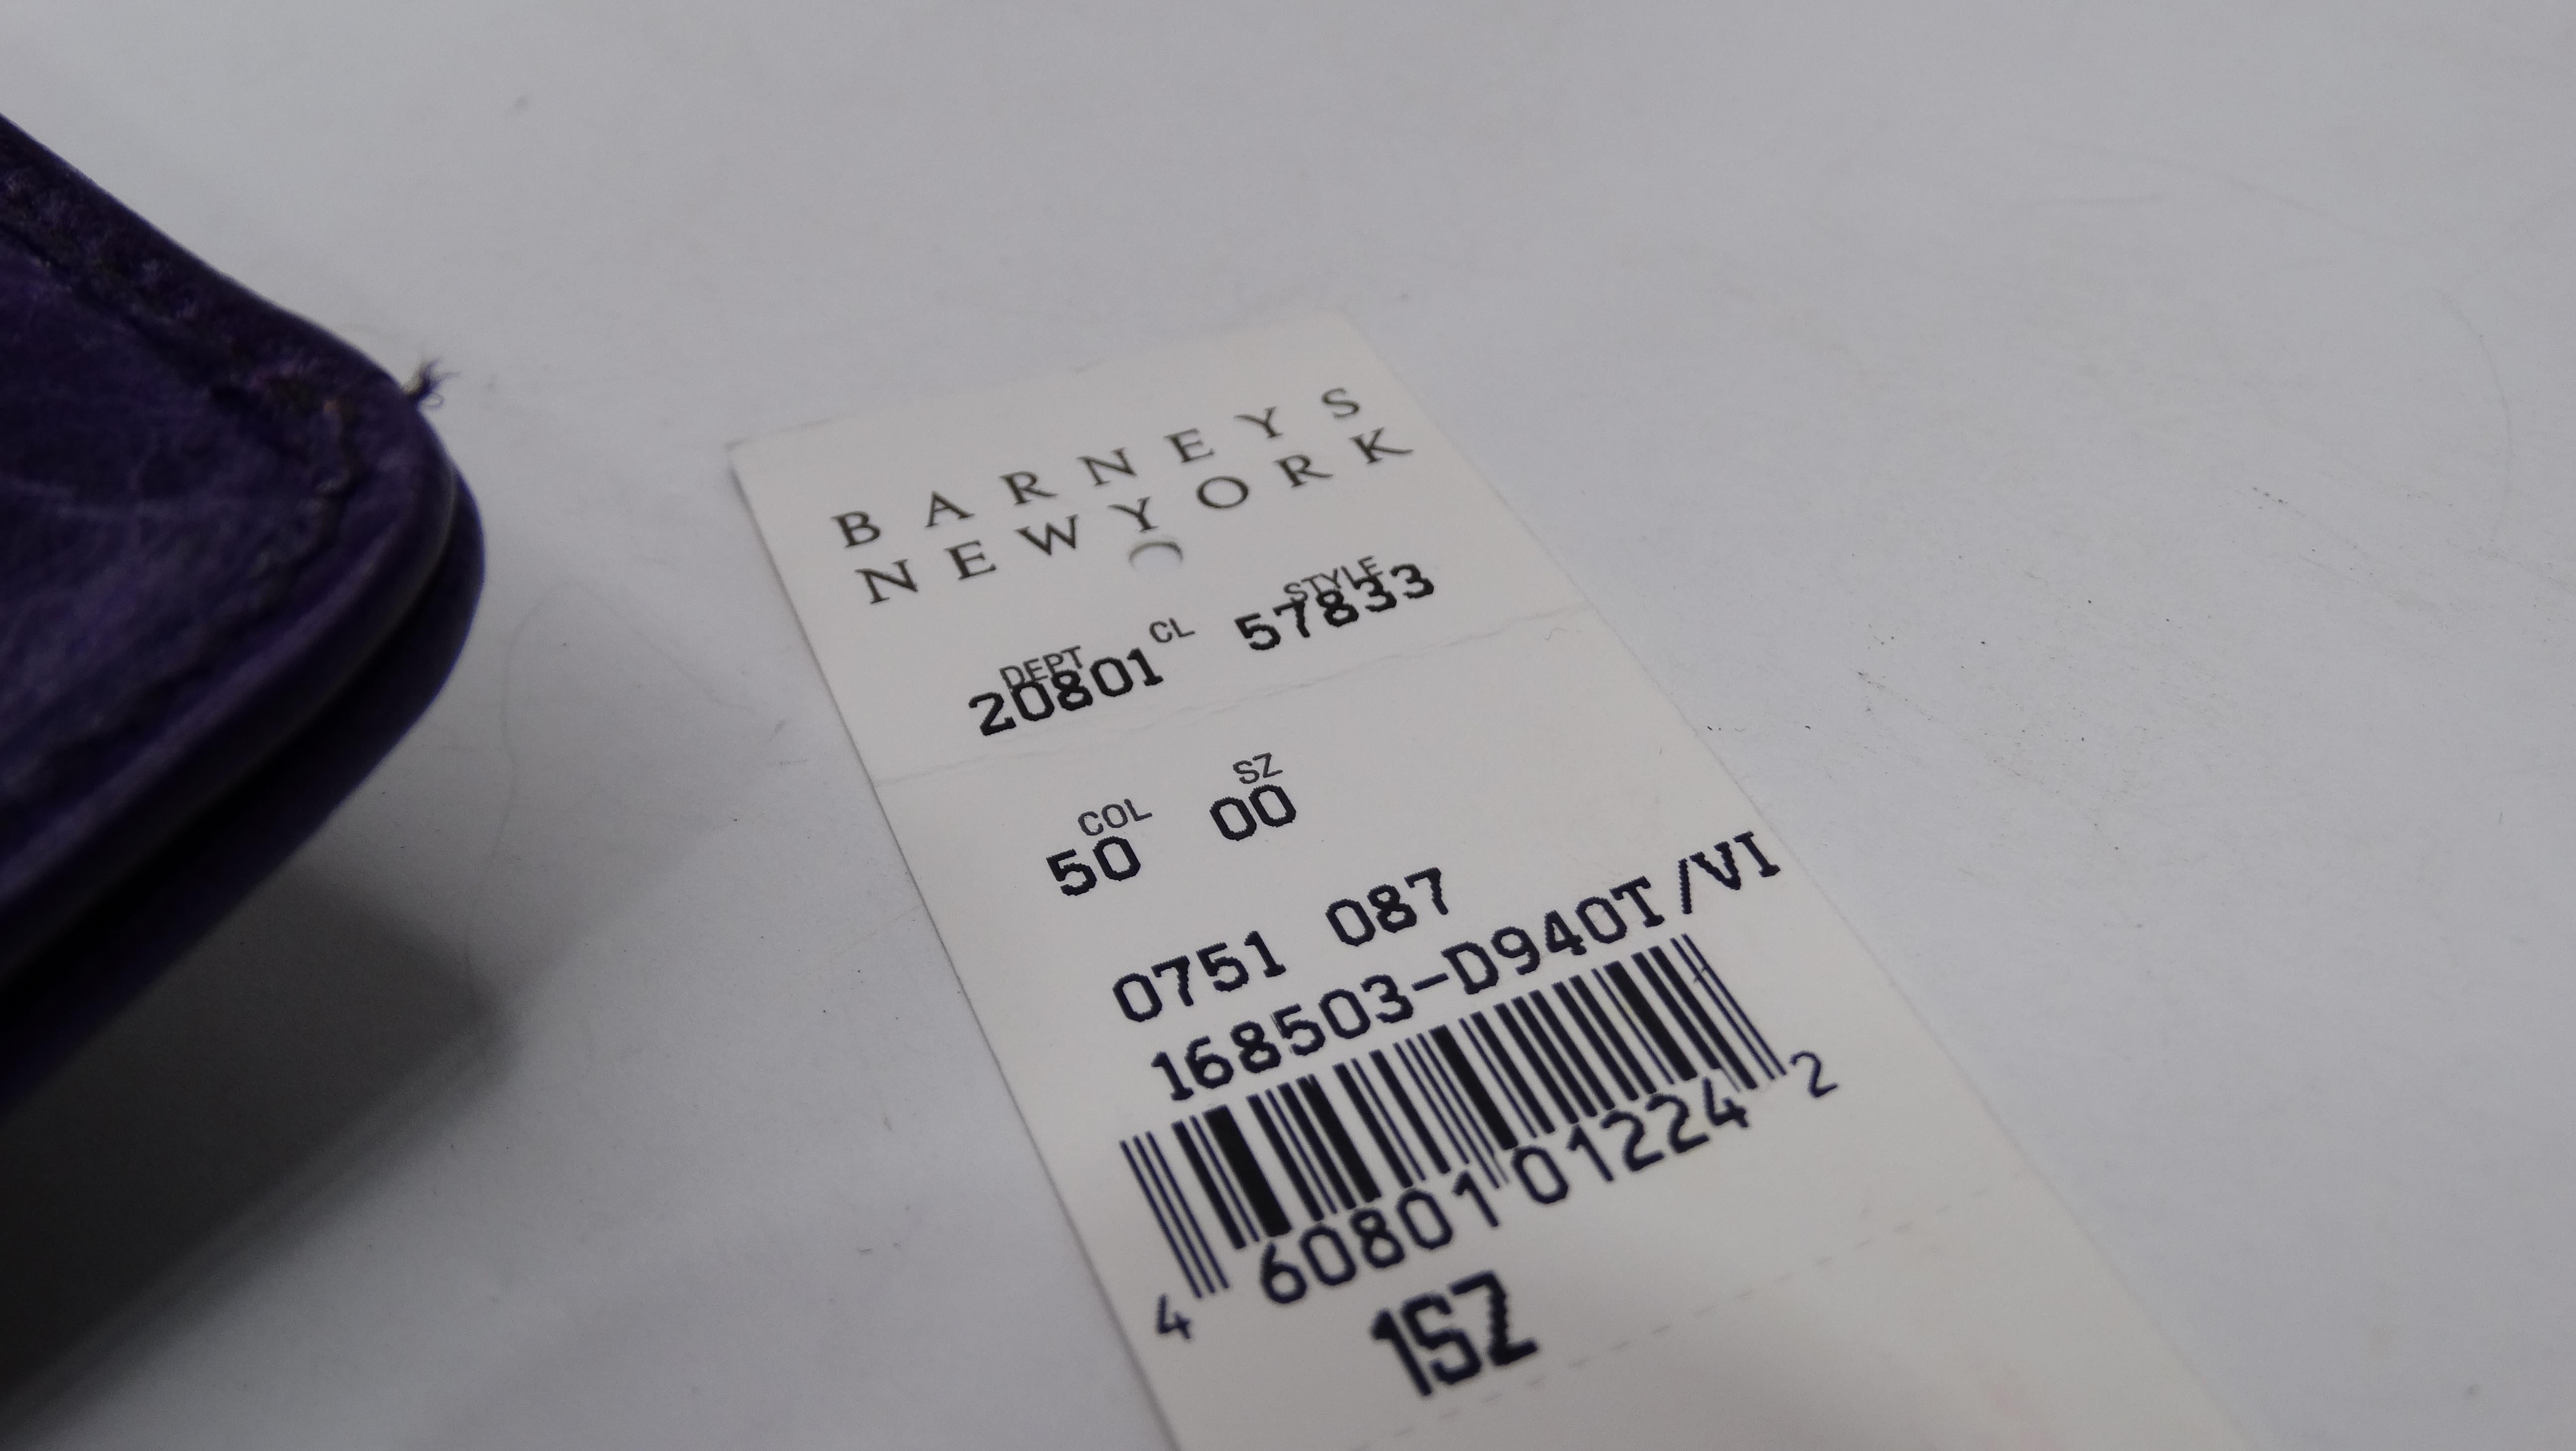 BARNEYS
NEWYORK
DEPT CL STYLE
20801 57833
COL SZ
50 00
0751 087
168503-D940T/VI
4 60801 01224 2
1SZ